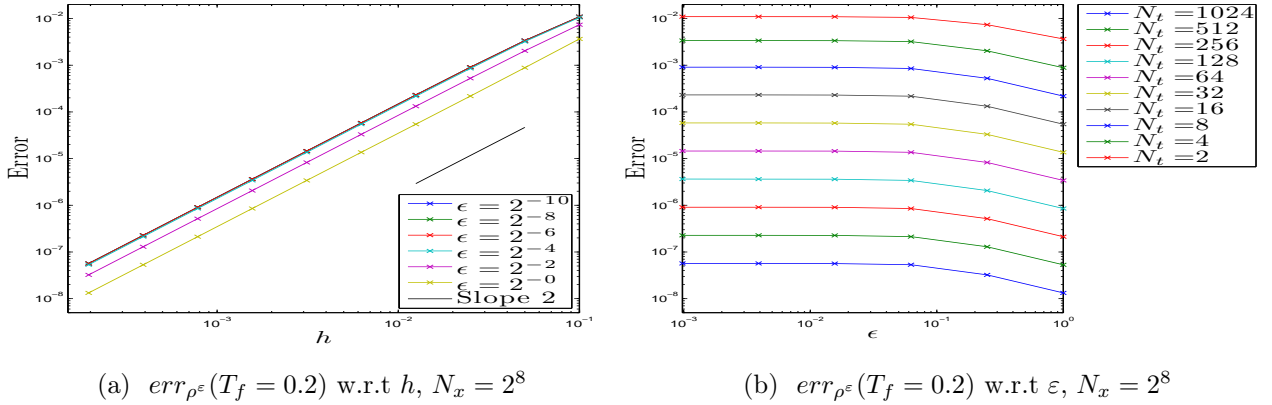 10^{-2}
10^{-3}
10^{-4}
10^{-5}
10^{-6}
10^{-7}
10^{-8}
Error
10^{-3}
10^{-2}
10^{-1}
h
ϵ = 2^{-10}
ϵ = 2^{-8}
ϵ = 2^{-6}
ϵ = 2^{-4}
ϵ = 2^{-2}
ϵ = 2^{-0}
Slope 2
(a) err_{ρ^ε}(T_f = 0.2) w.r.t h, N_x = 2^8
10^{-2}
10^{-3}
10^{-4}
10^{-5}
10^{-6}
10^{-7}
10^{-8}
Error
10^{-3}
10^{-2}
10^{-1}
10^{0}
ϵ
N_t =1024
N_t =512
N_t =256
N_t =128
N_t =64
N_t =32
N_t =16
N_t =8
N_t =4
N_t =2
(b) err_{ρ^ε}(T_f = 0.2) w.r.t ε, N_x = 2^8